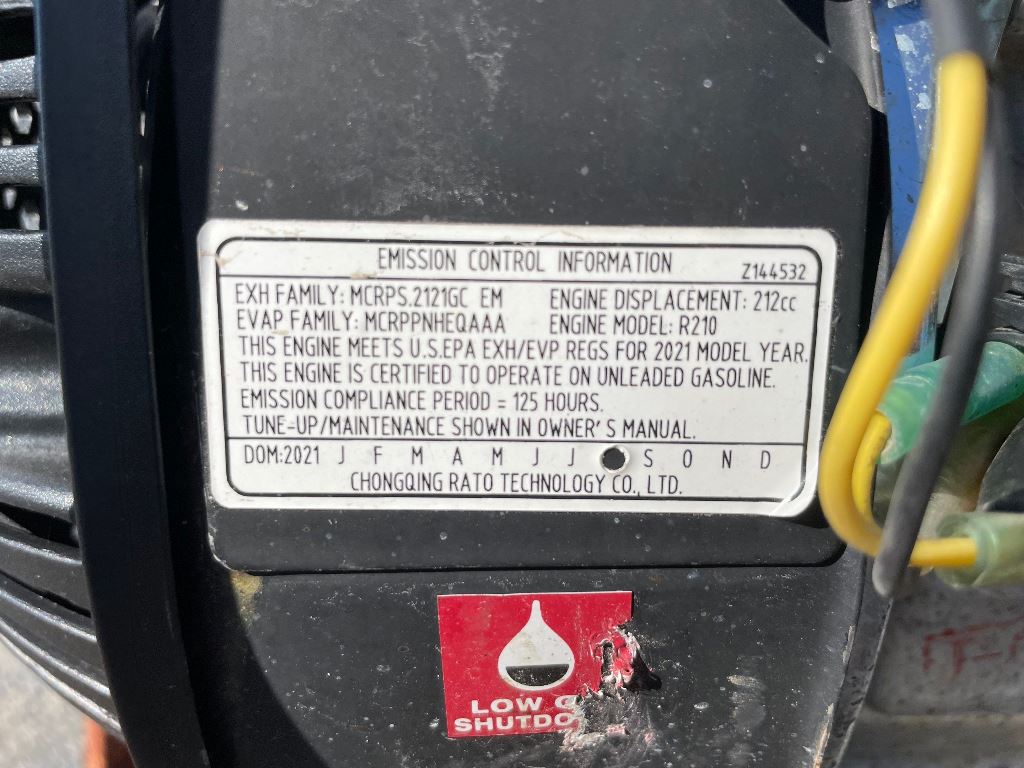 EMISSION CONTROL INFORMATION
Z144532
EXH FAMILY: MCRPS.2121GC EM ENGINE DISPLACEMENT: 212cc
EVAP FAMILY: MCRPPNHEQAAA ENGINE MODEL: R210
THIS ENGINE MEETS U.S.EPA EXH/EVP REGS FOR 2021 MODEL YEAR.
THIS ENGINE IS CERTIFIED TO OPERATE ON UNLEADED GASOLINE.
EMISSION COMPLIANCE PERIOD = 125 HOURS.
TUNE-UP/MAINTENANCE SHOWN IN OWNER'S MANUAL.
DOM:2021 J F M A M J J S O N D
CHONGQING RATO TECHNOLOGY CO., LTD.
LOW